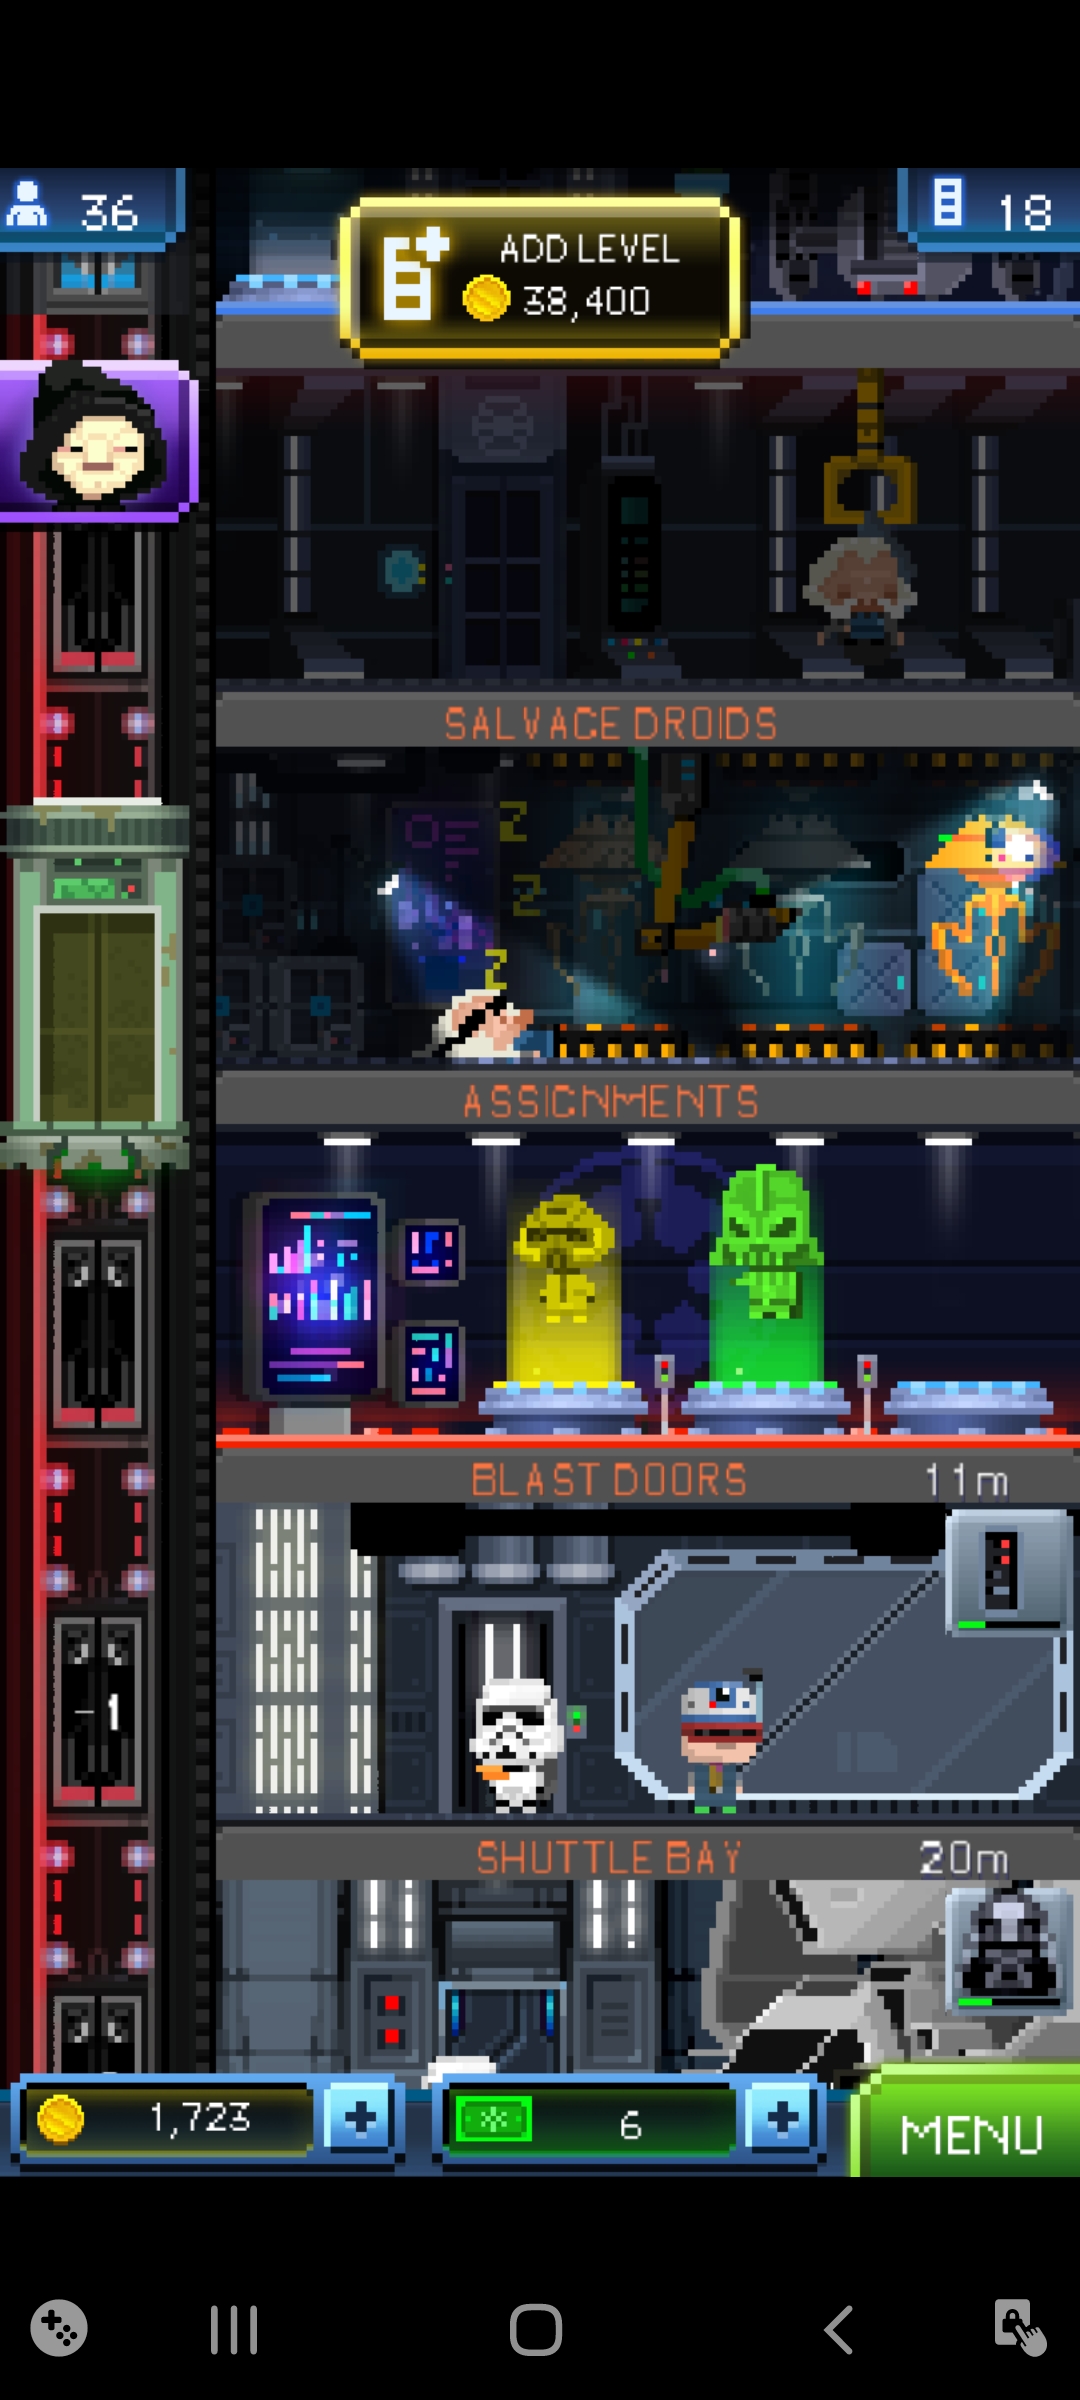 36
18
ADD LEVEL
38,400
SALVAGE DROIDS
Z
Z
Z
ASSIGNMENTS
BLAST DOORS 11m
-1
SHUTTLE BAY 20m
1,723
6
MENU